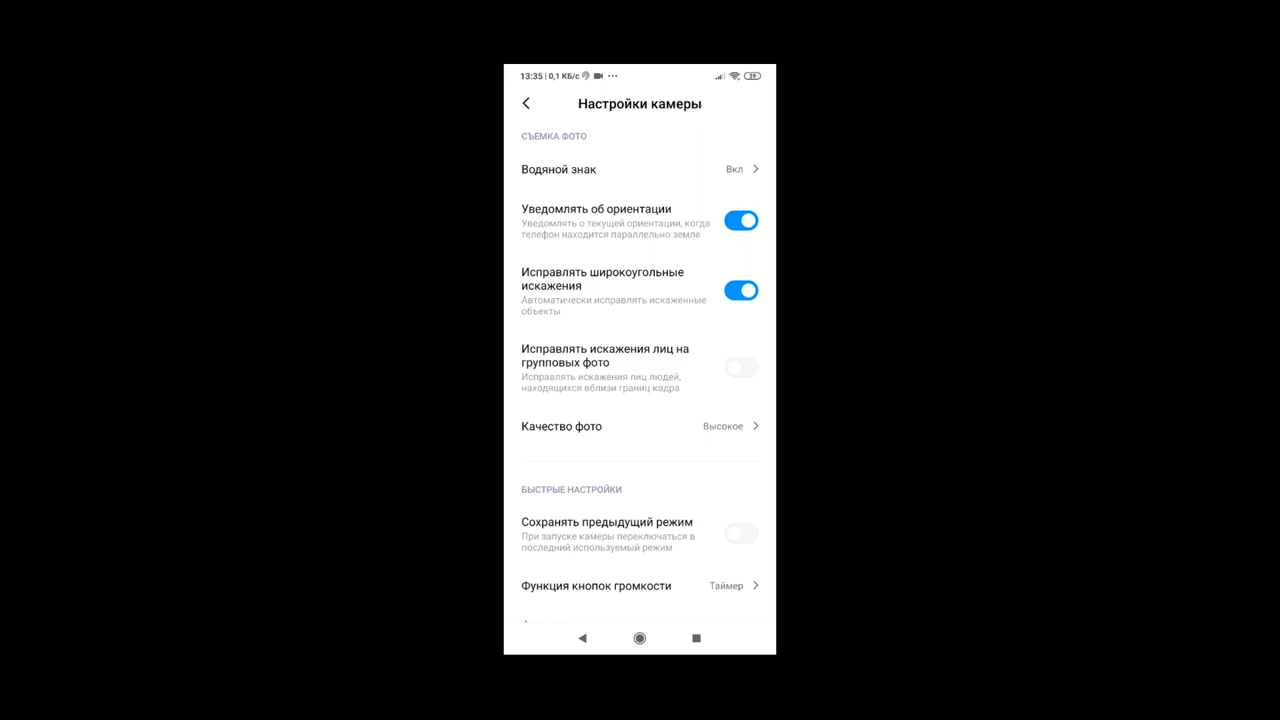 13:35 | 0,1 КБ/с ... 39
Настройки камеры
СЪЕМКА ФОТО
Водяной знак Вкл
Уведомлять об ориентации
Уведомлять о текущей ориентации, когда
телефон находится параллельно земле
Исправлять широкоугольные
искажения
Автоматически исправлять искаженные
объекты
Исправлять искажения лиц на
групповых фото
Исправлять искажения лиц людей,
находящихся вблизи границ кадра
Качество фото Высокое
БЫСТРЫЕ НАСТРОЙКИ
Сохранять предыдущий режим
При запуске камеры переключаться в
последний используемый режим
Функция кнопок громкости Таймер